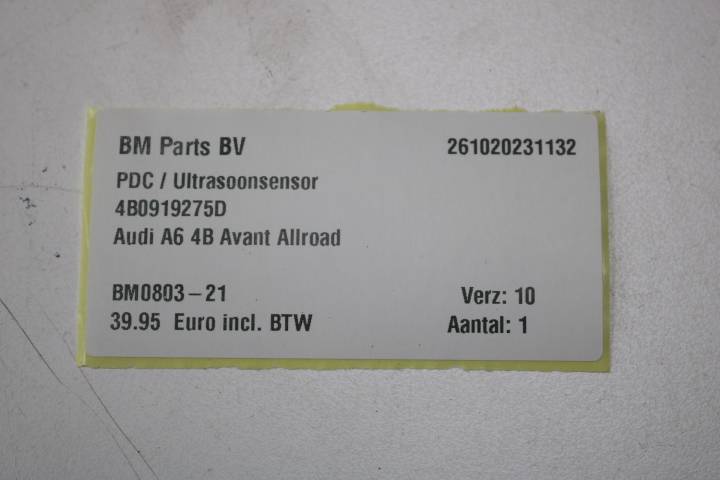 BM Parts BV 261020231132
PDC / Ultrasoonsensor
4B0919275D
Audi A6 4B Avant Allroad
BM0803-21 Verz: 10
39.95 Euro incl. BTW Aantal: 1